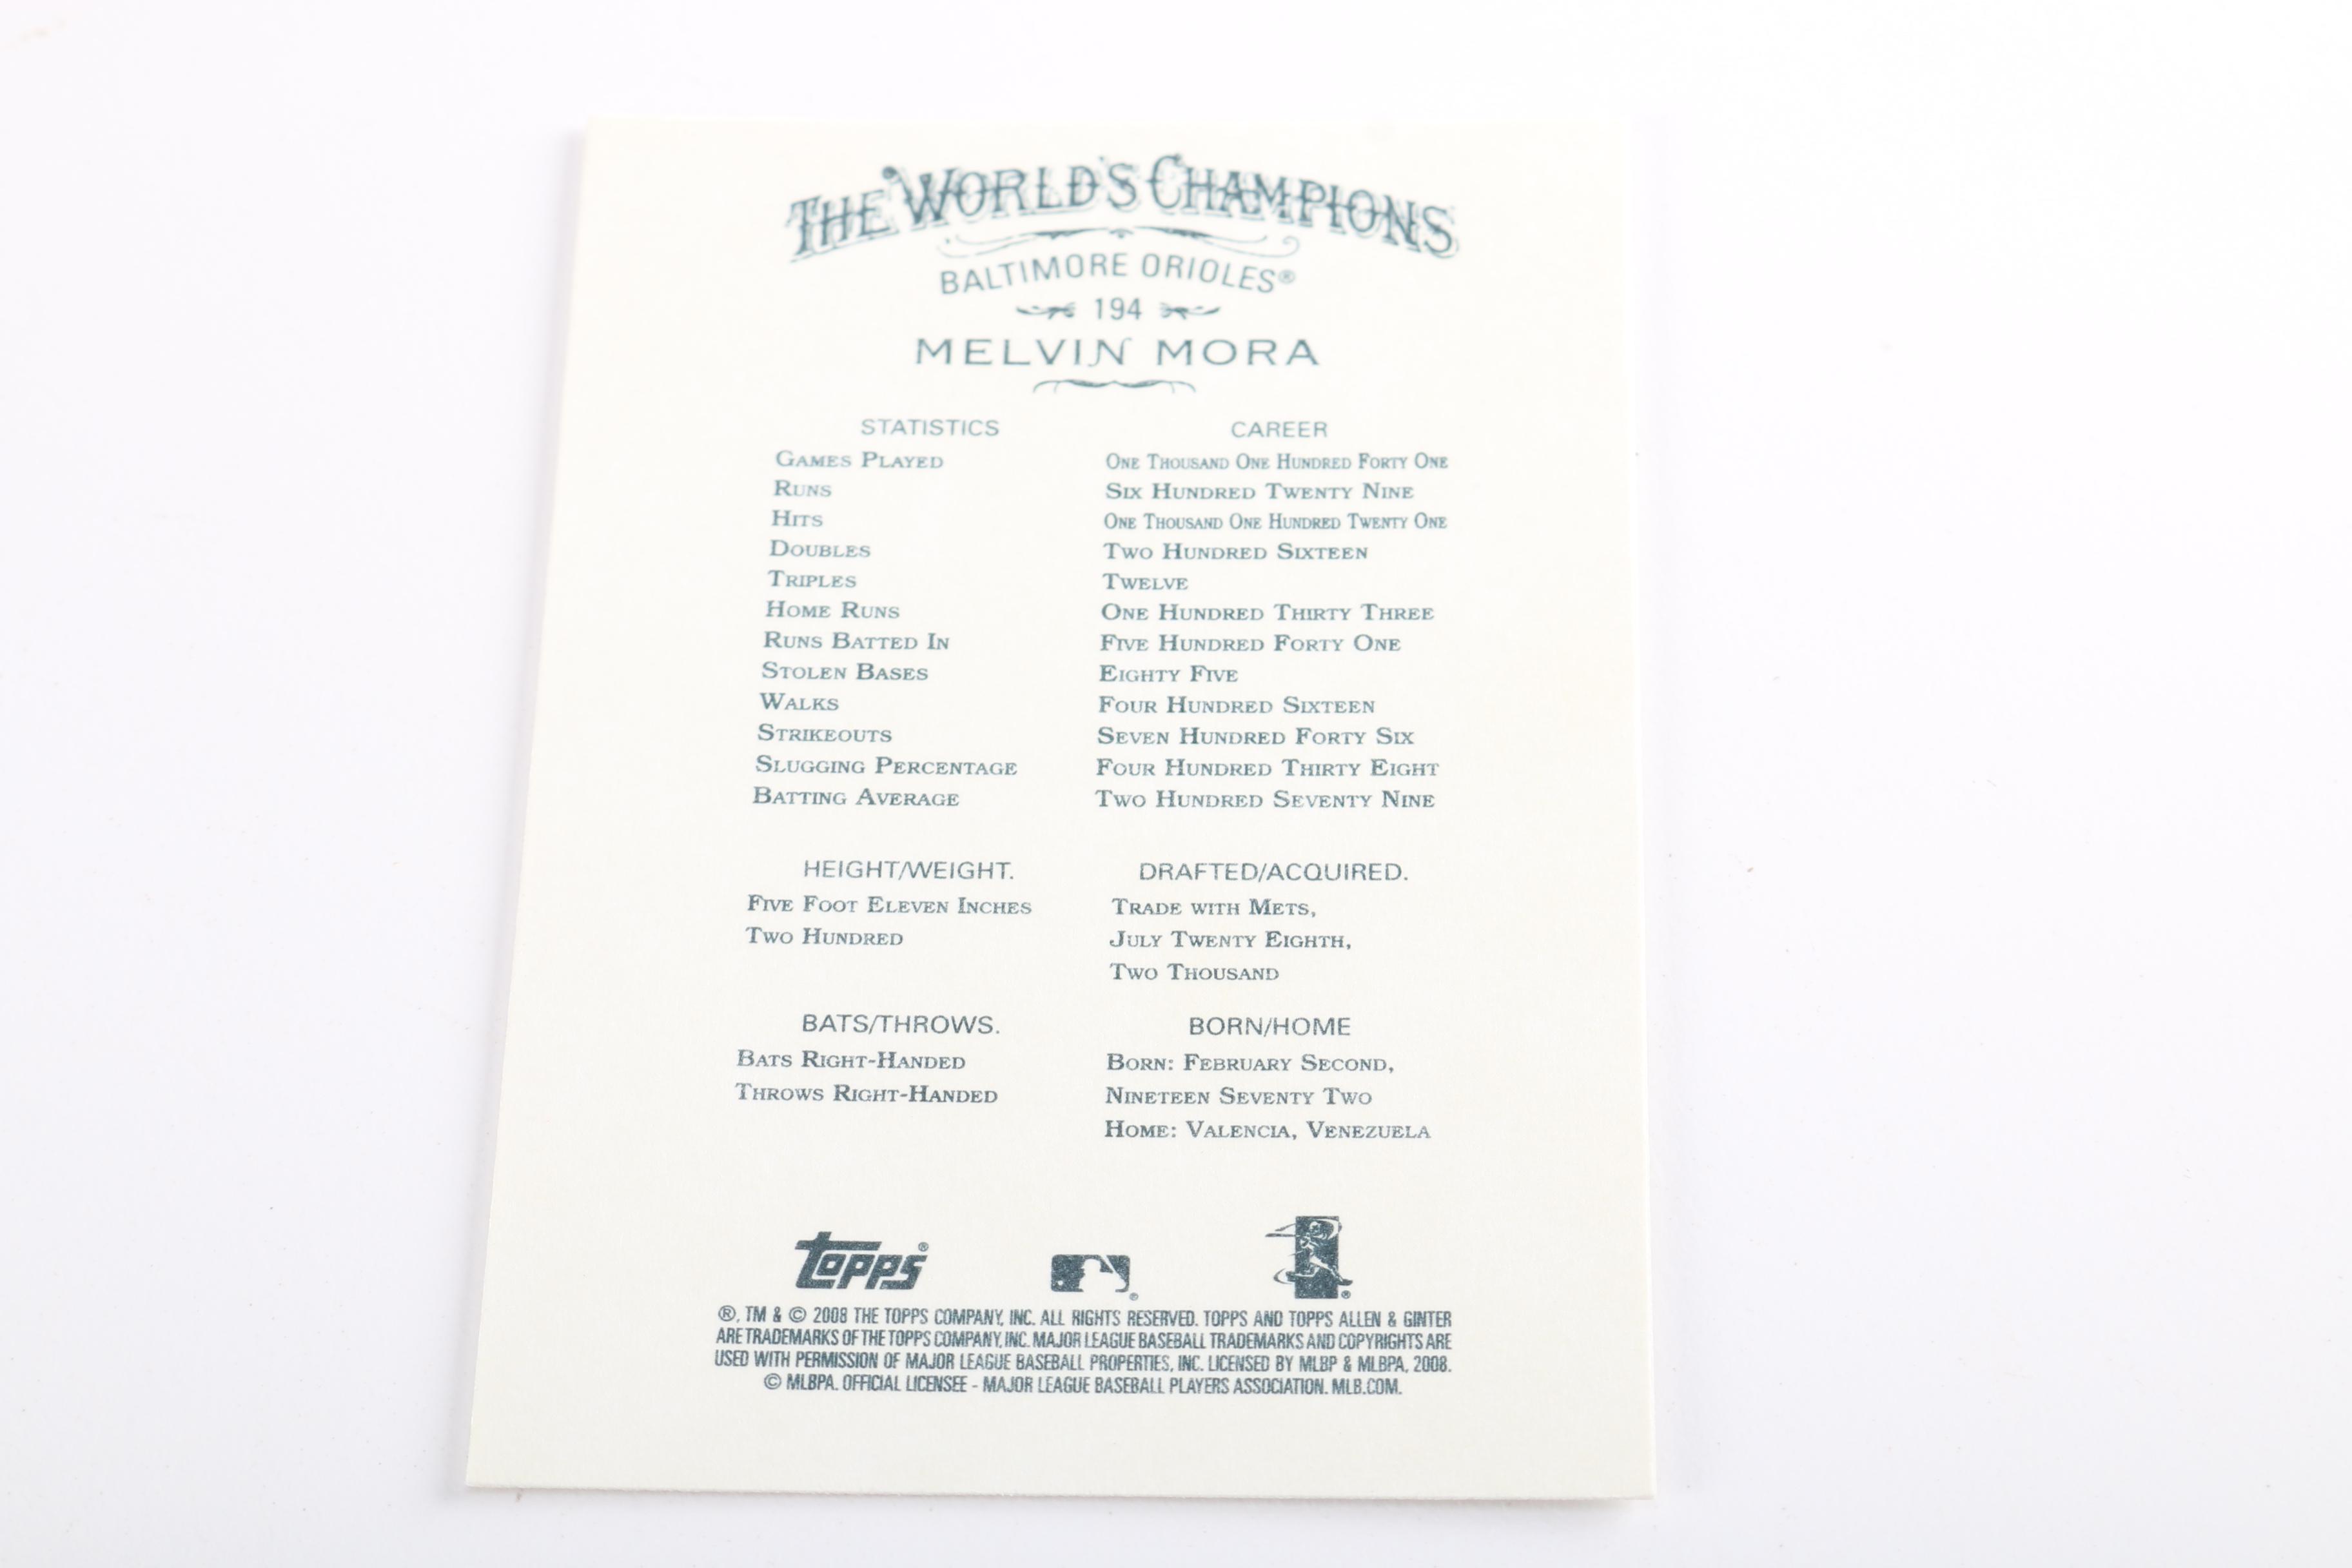 THE WORLD'S CHAMPIONS
BALTIMORE ORIOLES®
194
MELVIN MORA
STATISTICS CAREER
GAMES PLAYED ONE THOUSAND ONE HUNDRED FORTY ONE
RUNS SIX HUNDRED TWENTY NINE
HITS ONE THOUSAND ONE HUNDRED TWENTY ONE
DOUBLES TWO HUNDRED SIXTEEN
TRIPLES TWELVE
HOME RUNS ONE HUNDRED THIRTY THREE
RUNS BATTED IN FIVE HUNDRED FORTY ONE
STOLEN BASES EIGHTY FIVE
WALKS FOUR HUNDRED SIXTEEN
STRIKEOUTS SEVEN HUNDRED FORTY SIX
SLUGGING PERCENTAGE FOUR HUNDRED THIRTY EIGHT
BATTING AVERAGE TWO HUNDRED SEVENTY NINE
HEIGHT/WEIGHT.
FIVE FOOT ELEVEN INCHES
TWO HUNDRED
DRAFTED/ACQUIRED.
TRADE WITH METS,
JULY TWENTY EIGHTH,
TWO THOUSAND
BATS/THROWS.
BATS RIGHT-HANDED
THROWS RIGHT-HANDED
BORN/HOME
BORN: FEBRUARY SECOND,
NINETEEN SEVENTY TWO
HOME: VALENCIA, VENEZUELA
topps®
®, TM & © 2008 THE TOPPS COMPANY, INC. ALL RIGHTS RESERVED. TOPPS AND TOPPS ALLEN & GINTER
ARE TRADEMARKS OF THE TOPPS COMPANY, INC. MAJOR LEAGUE BASEBALL TRADEMARKS AND COPYRIGHTS ARE
USED WITH PERMISSION OF MAJOR LEAGUE BASEBALL PROPERTIES, INC. LICENSED BY MLBP & MLBPA, 2008.
© MLBPA. OFFICIAL LICENSEE - MAJOR LEAGUE BASEBALL PLAYERS ASSOCIATION. MLB.COM.